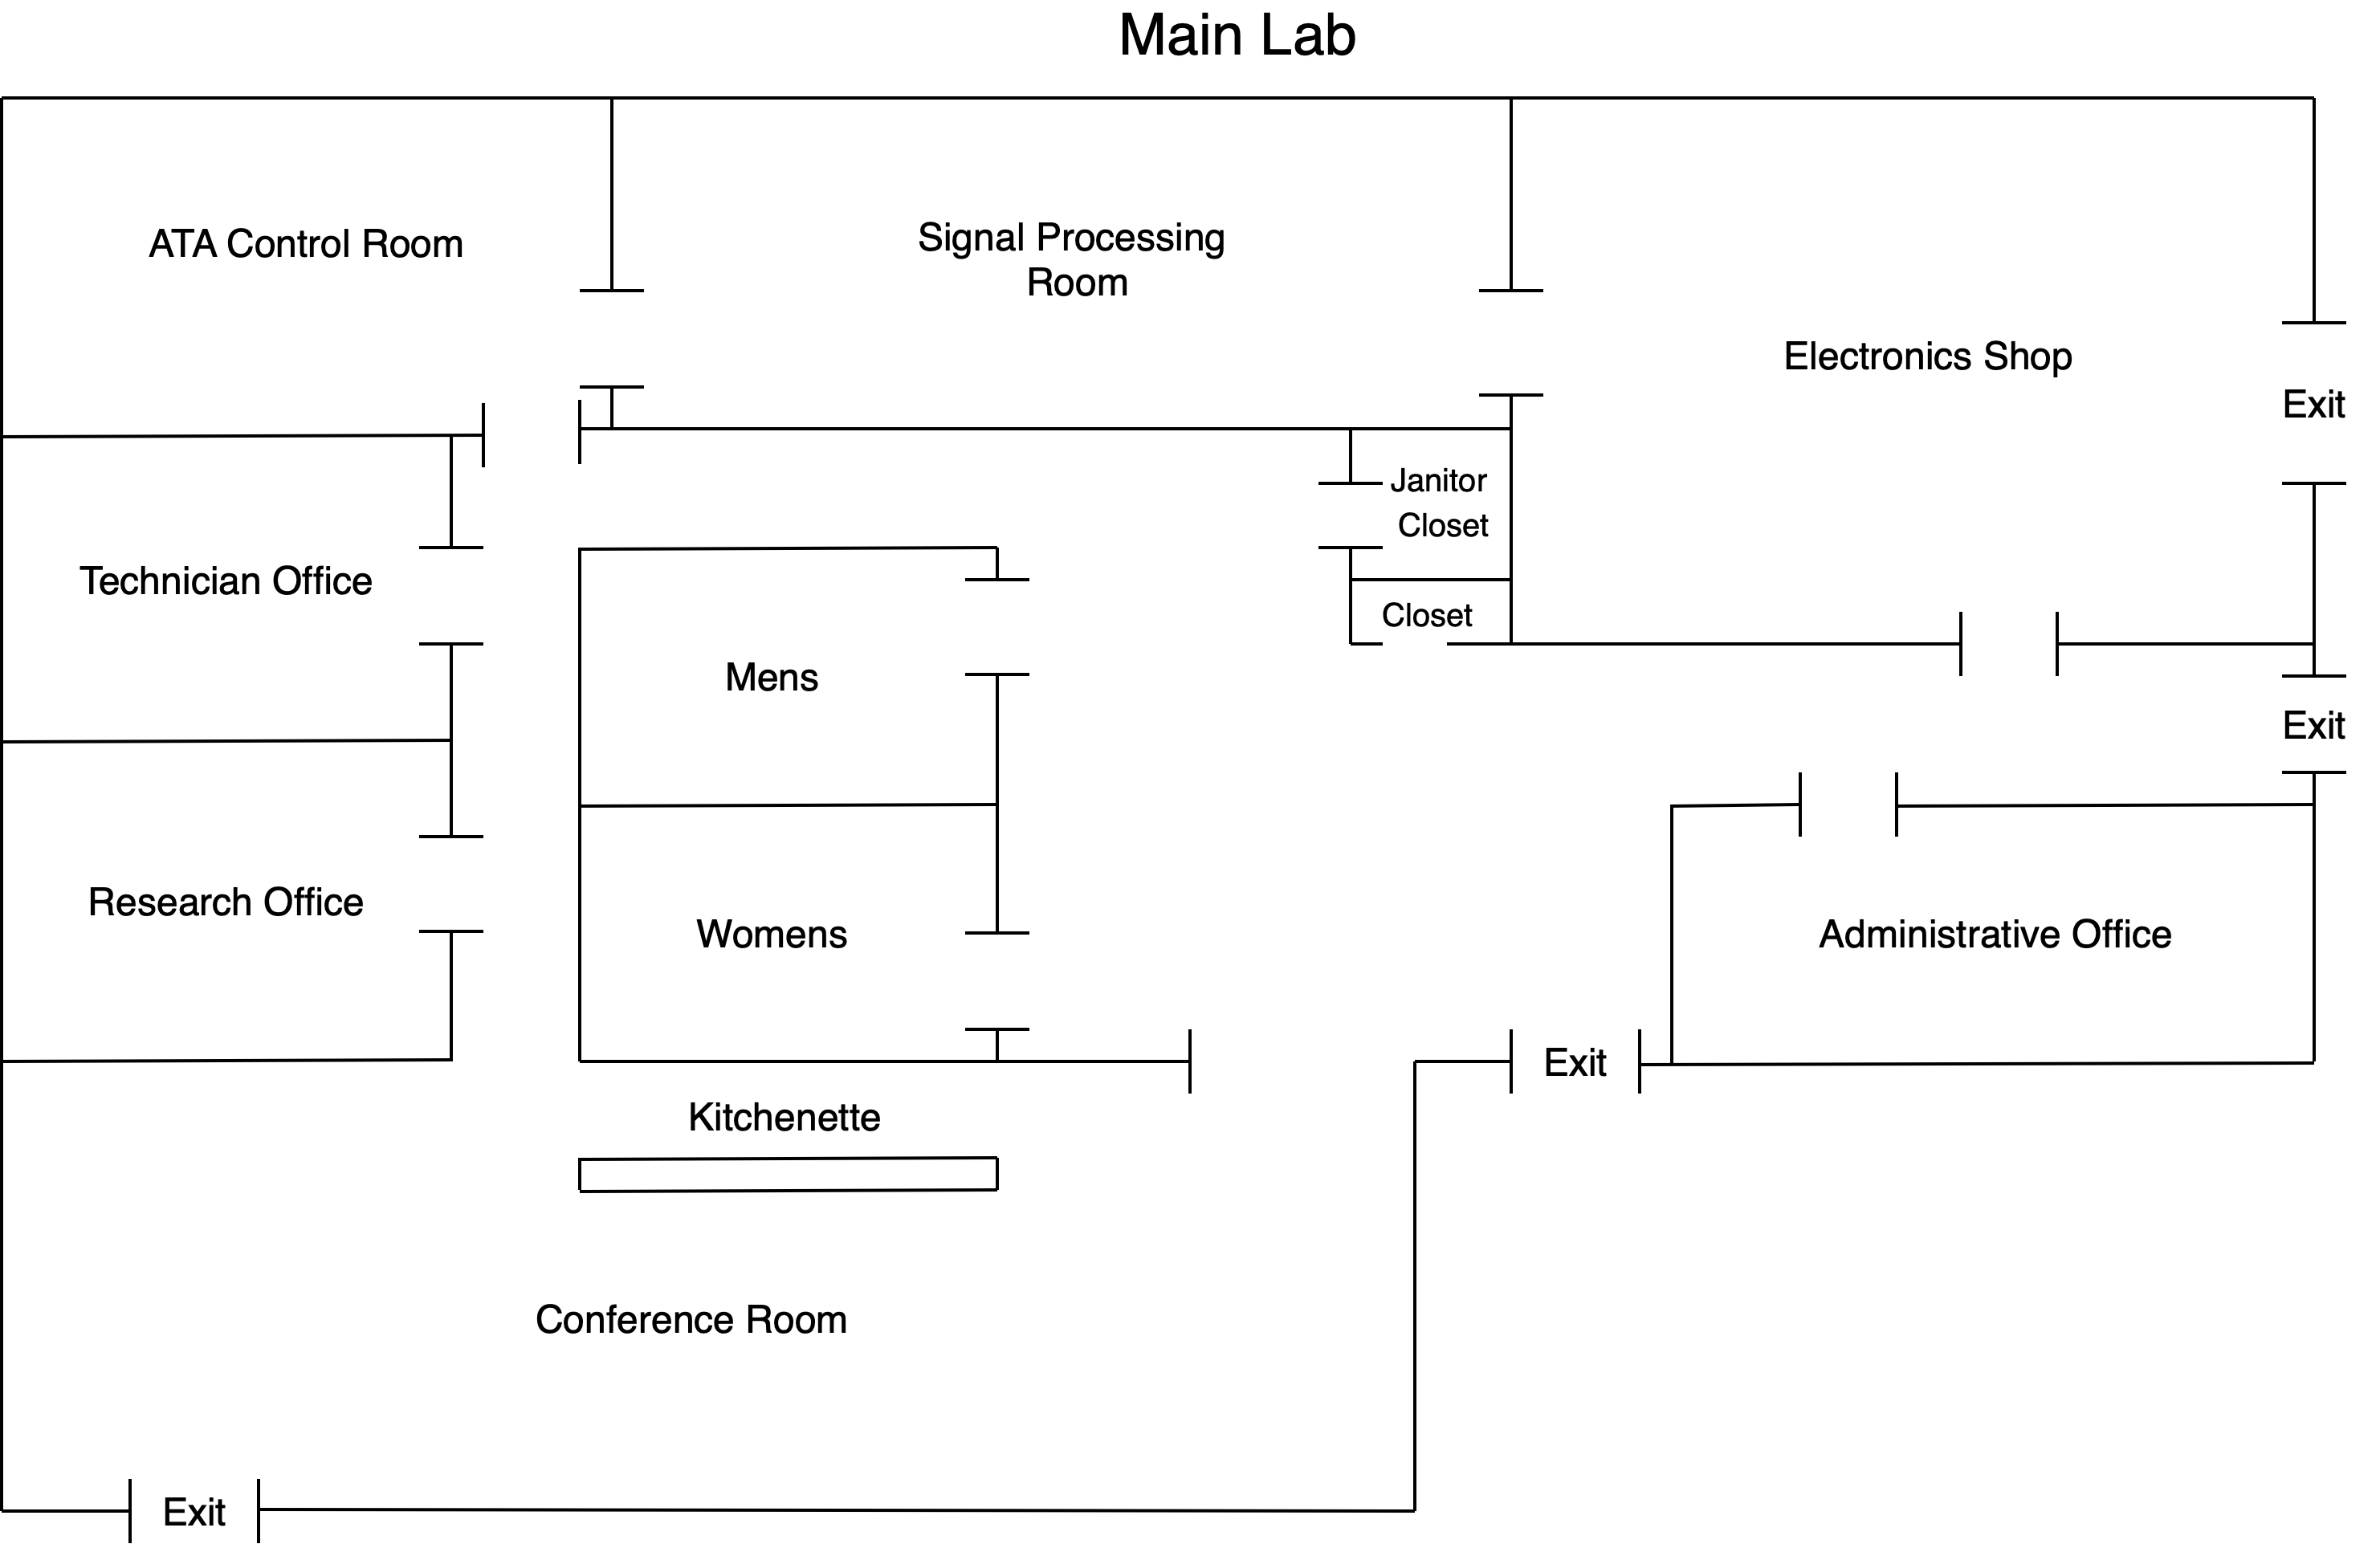 Main Lab
ATA Control Room
Signal Processing
Room
Electronics Shop
Exit
Janitor
Closet
Technician Office
Closet
Mens
Exit
Research Office
Womens
Administrative Office
Exit
Kitchenette
Conference Room
Exit